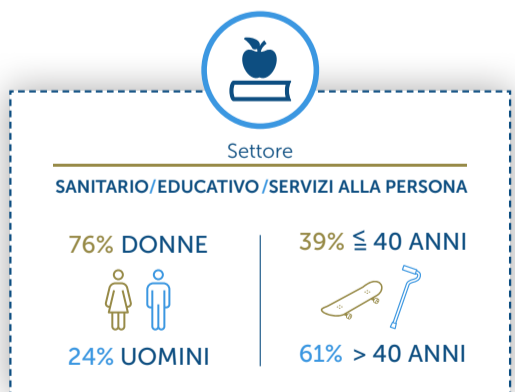 Settore
SANITARIO/EDUCATIVO/SERVIZI ALLA PERSONA
76% DONNE
24% UOMINI
39% ≦ 40 ANNI
61% > 40 ANNI